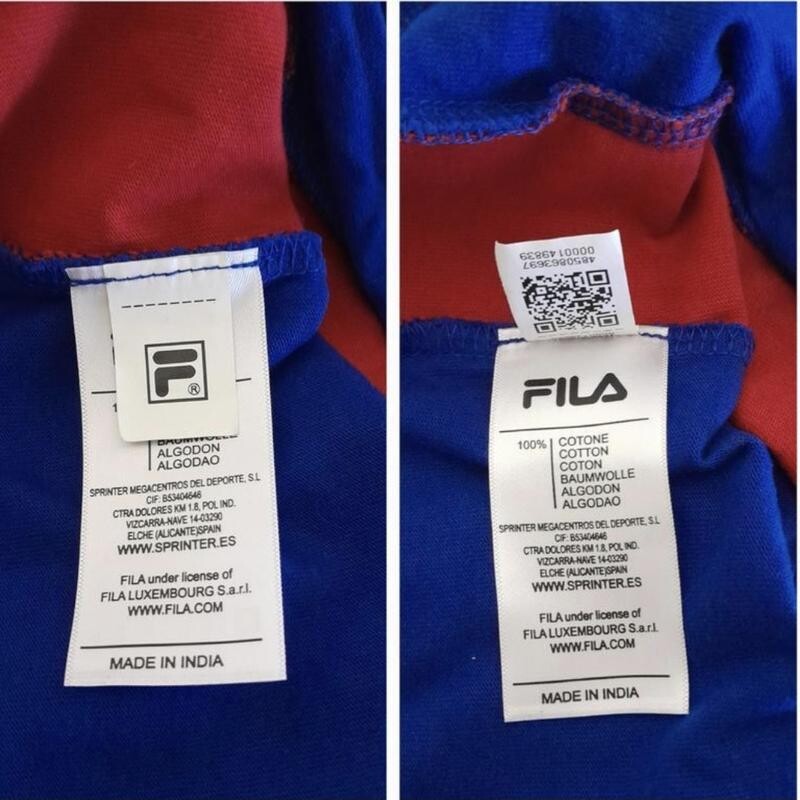 F
®
BAUMWOLLE
ALGODON
ALGODAO
SPRINTER MEGACENTROS DEL DEPORTE, S.L
CIF: B53404646
CTRA DOLORES KM 1.8, POL IND.
VIZCARRA-NAVE 14-03290
ELCHE (ALICANTE)SPAIN
WWW.SPRINTER.ES
FILA under license of
FILA LUXEMBOURG S.a.r.l.
WWW.FILA.COM
MADE IN INDIA
4850863697
0000149839
FILA
100%
COTONE
COTTON
COTON
BAUMWOLLE
ALGODON
ALGODAO
SPRINTER MEGACENTROS DEL DEPORTE, S.L
CIF: B53404646
CTRA DOLORES KM 1.8, POL IND.
VIZCARRA-NAVE 14-03290
ELCHE (ALICANTE)SPAIN
WWW.SPRINTER.ES
FILA under license of
FILA LUXEMBOURG S.a.r.l.
WWW.FILA.COM
MADE IN INDIA